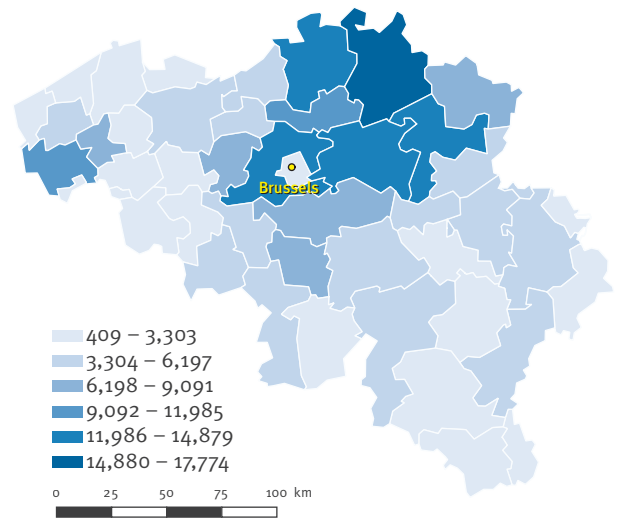 Brussels
409 – 3,303
3,304 – 6,197
6,198 – 9,091
9,092 – 11,985
11,986 – 14,879
14,880 – 17,774
0 25 50 75 100 km